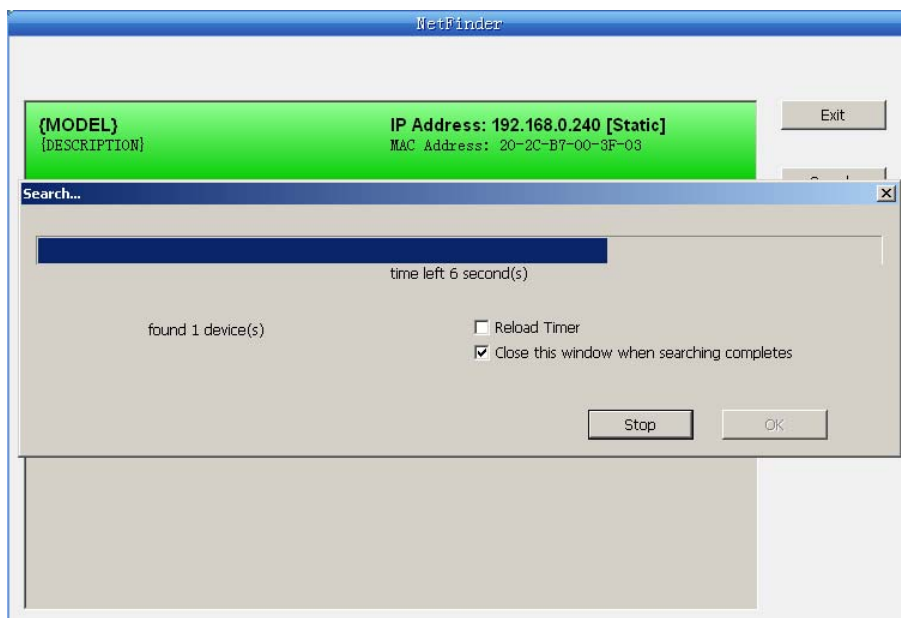 NetFinder
{MODEL}
{DESCRIPTION}
IP Address: 192.168.0.240 [Static]
MAC Address: 20-2C-B7-00-3F-03
Exit
Search...
time left 6 second(s)
found 1 device(s)
Reload Timer
Close this window when searching completes
Stop
OK